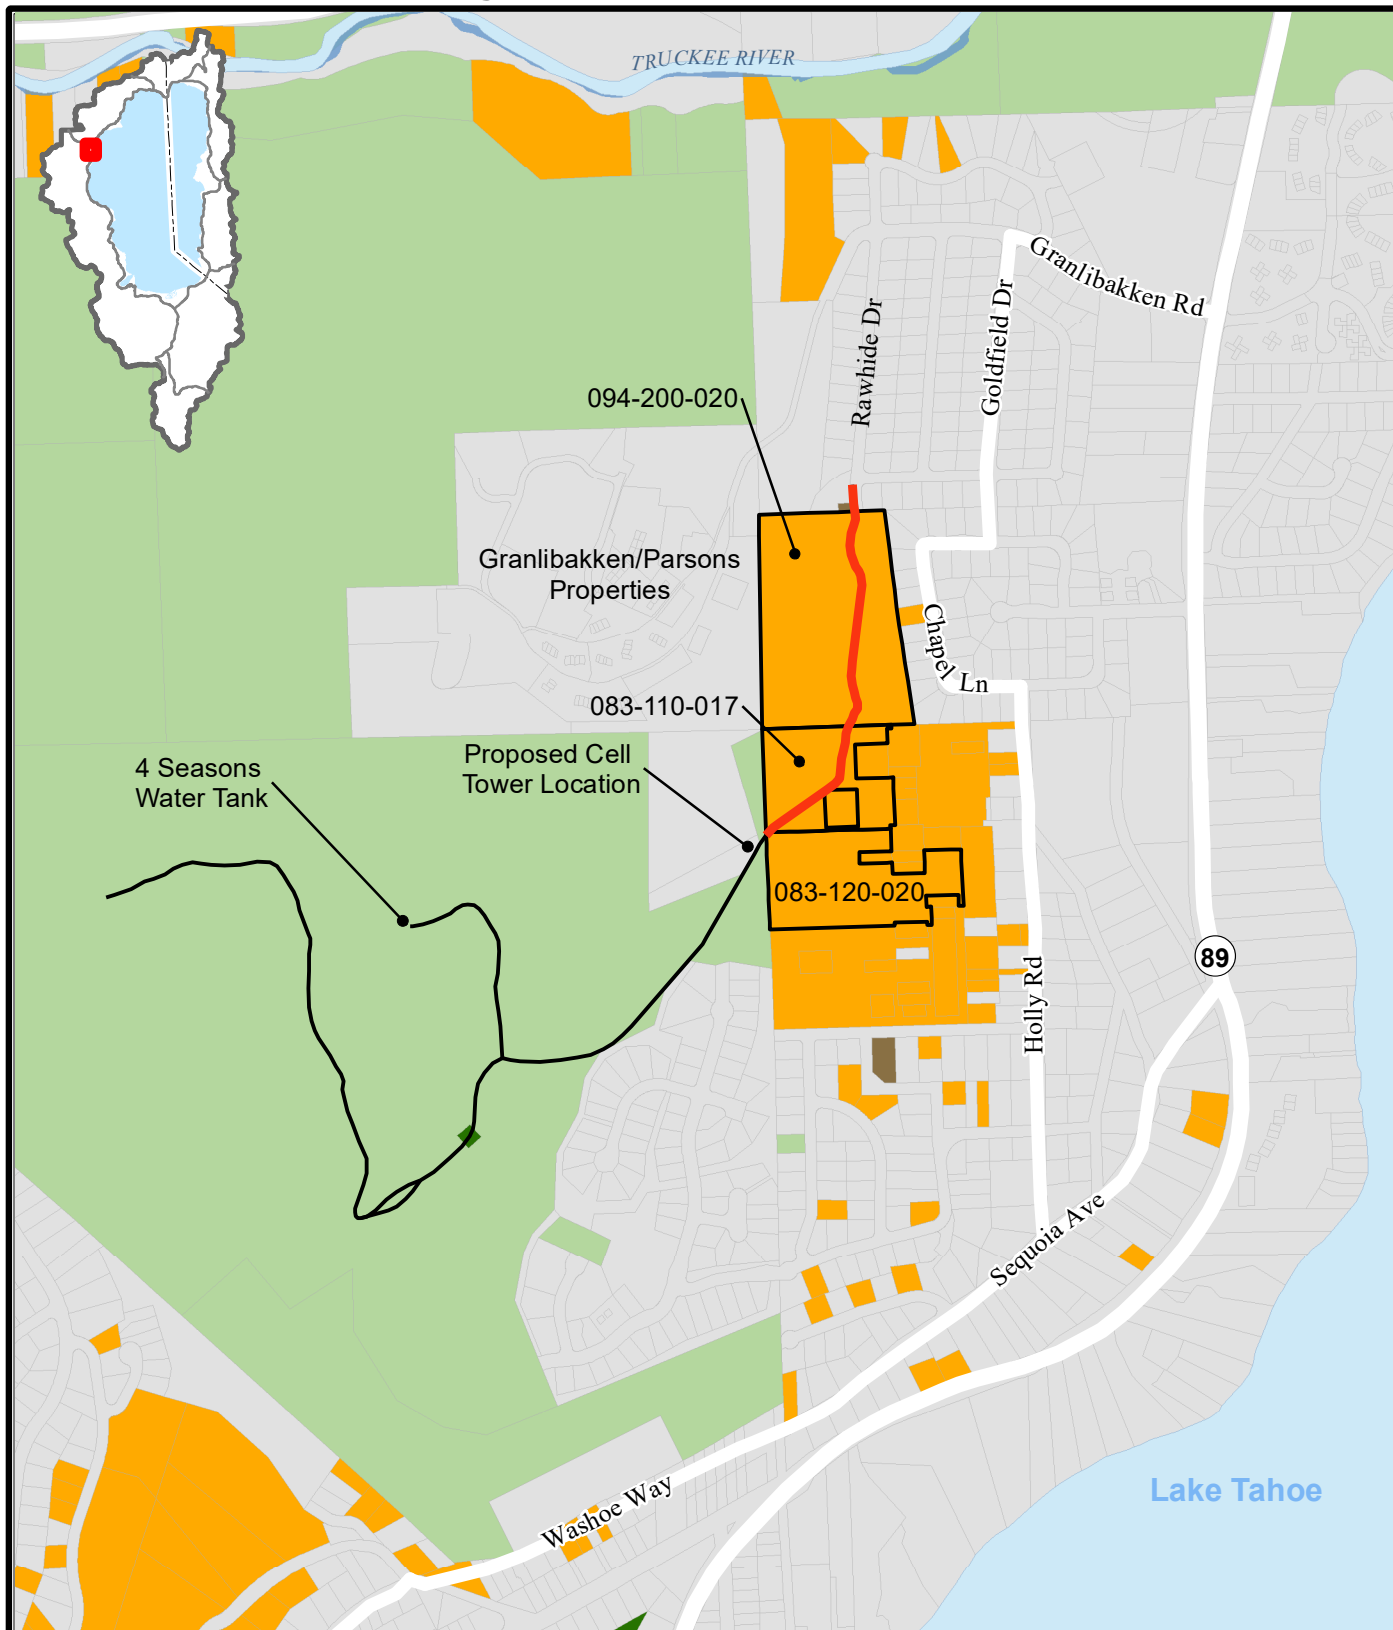 TRUCKEE RIVER
Granlibakken Rd
Goldfield Dr
Rawhide Dr
094-200-020
Granlibakken/Parsons
Properties
Chapel Ln
083-110-017
Proposed Cell
Tower Location
4 Seasons
Water Tank
083-120-020
89
Holly Rd
Sequoia Ave
Lake Tahoe
Washoe Way